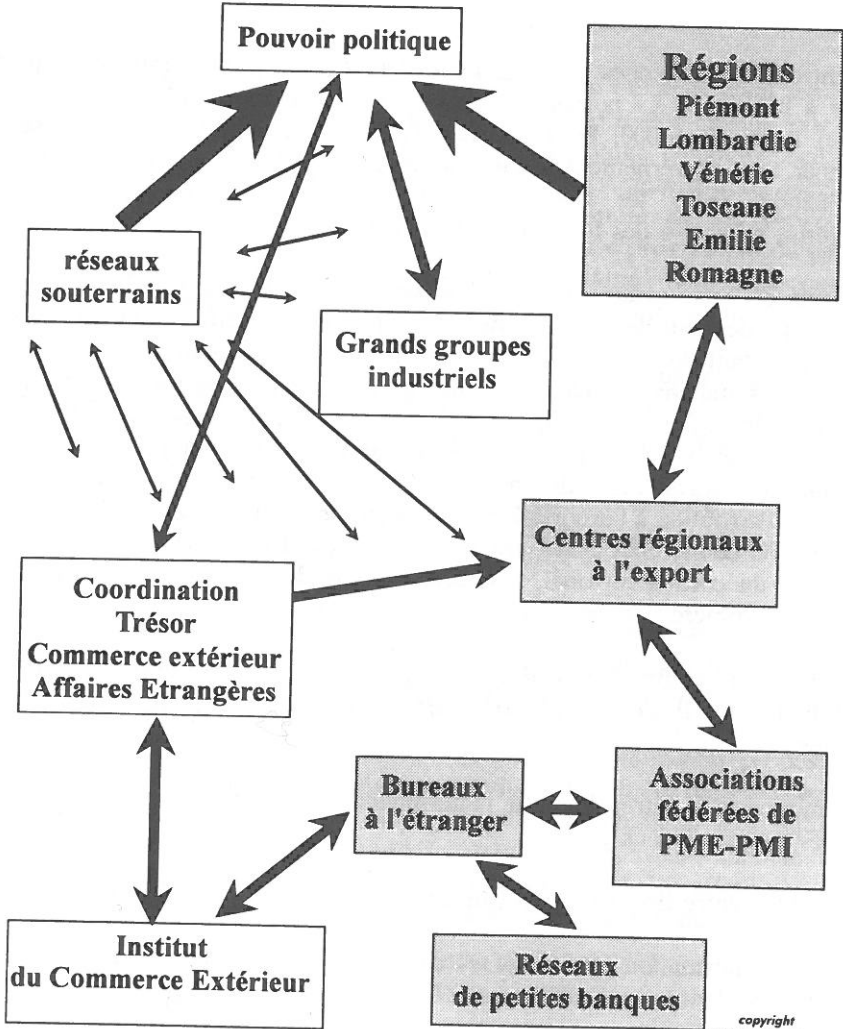 Pouvoir politique
Régions
Piémont
Lombardie
Vénétie
Toscane
Emilie
Romagne
réseaux
souterrains
Grands groupes
industriels
Centres régionaux
à l'export
Coordination
Trésor
Commerce extérieur
Affaires Etrangères
Bureaux
à l'étranger
Associations
fédérées de
PME-PMI
Institut
du Commerce Extérieur
Réseaux
de petites banques
copyright